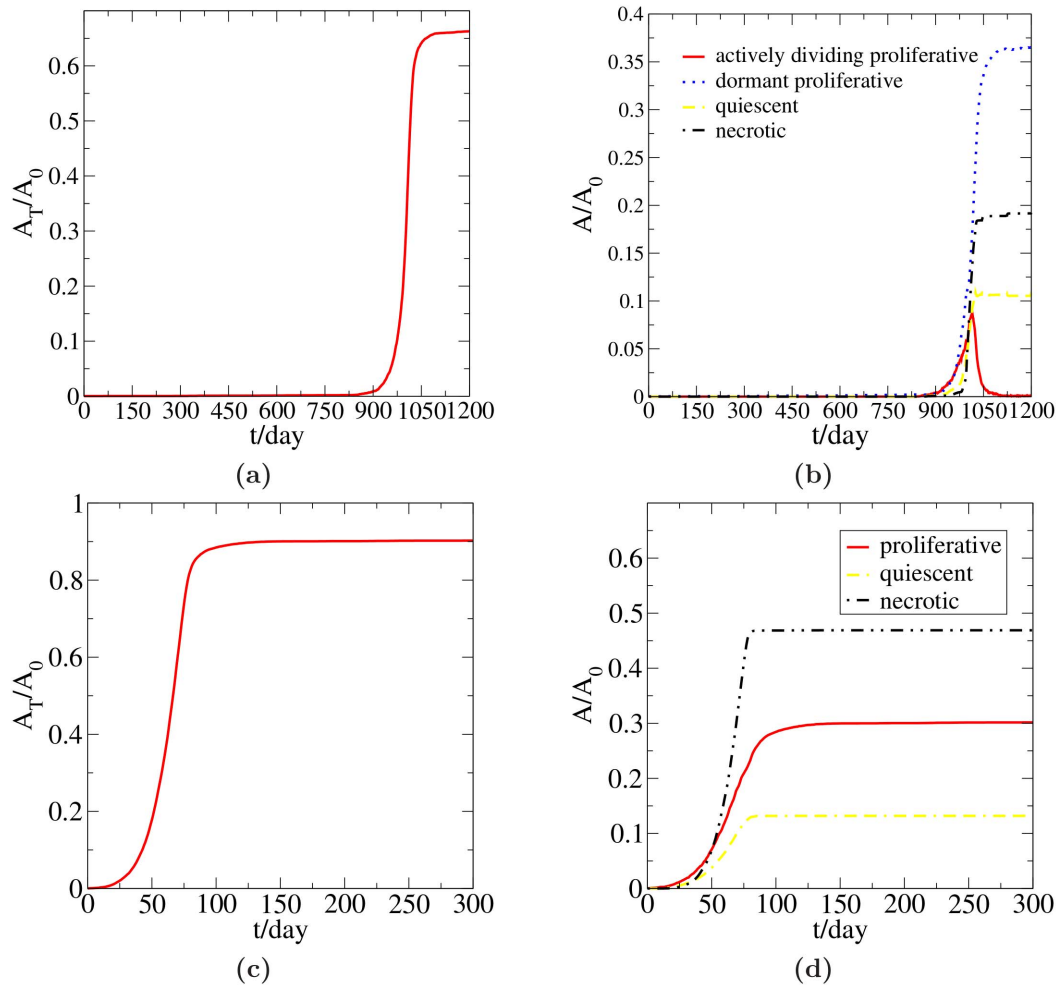 0.6
0.5
0.4
0.3
0.2
0.1
0
A_T/A_0
0 150 300 450 600 750 900 1050 1200
t/day
(a)
0.4
0.35
0.3
0.25
0.2
0.15
0.1
0.05
0
A/A_0
actively dividing proliferative
dormant proliferative
quiescent
necrotic
0 150 300 450 600 750 900 1050 1200
t/day
(b)
1
0.8
0.6
0.4
0.2
0
A_T/A_0
0 50 100 150 200 250 300
t/day
(c)
0.6
0.5
0.4
0.3
0.2
0.1
0
A/A_0
proliferative
quiescent
necrotic
0 50 100 150 200 250 300
t/day
(d)